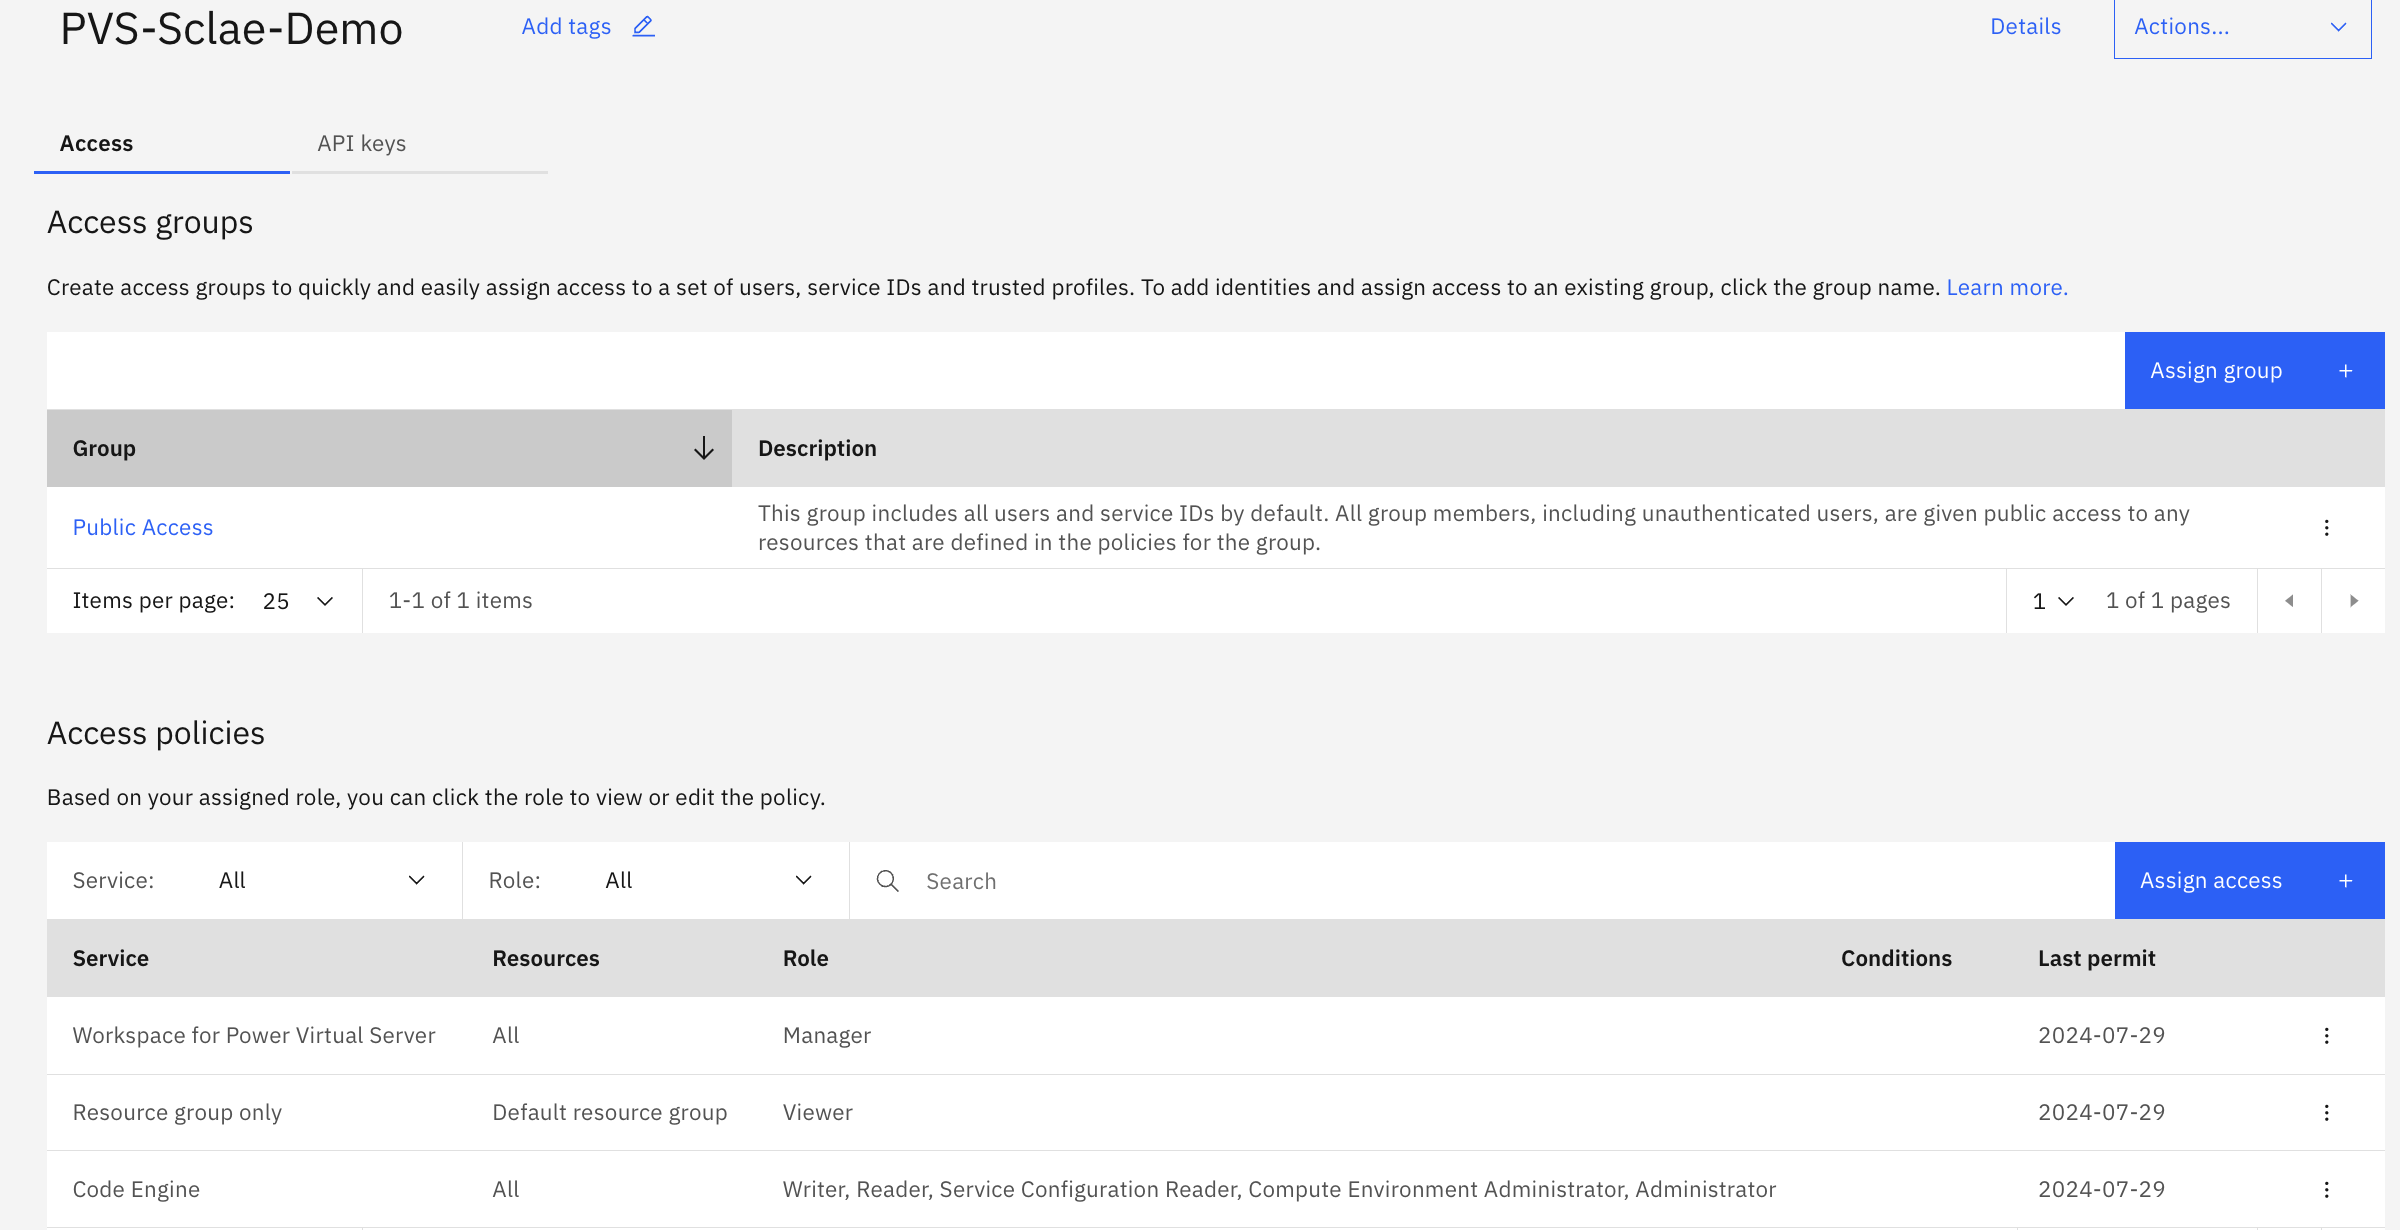 PVS-Sclae-Demo
Add tags
Details
Actions...
Access
API keys
Access groups
Create access groups to quickly and easily assign access to a set of users, service IDs and trusted profiles. To add identities and assign access to an existing group, click the group name. Learn more.
Assign group +
Group
Description
Public Access
This group includes all users and service IDs by default. All group members, including unauthenticated users, are given public access to any
resources that are defined in the policies for the group.
Items per page: 25
1-1 of 1 items
1
1 of 1 pages
Access policies
Based on your assigned role, you can click the role to view or edit the policy.
Service: All
Role: All
Search
Assign access +
Service
Resources
Role
Conditions
Last permit
Workspace for Power Virtual Server
All
Manager
2024-07-29
Resource group only
Default resource group
Viewer
2024-07-29
Code Engine
All
Writer, Reader, Service Configuration Reader, Compute Environment Administrator, Administrator
2024-07-29